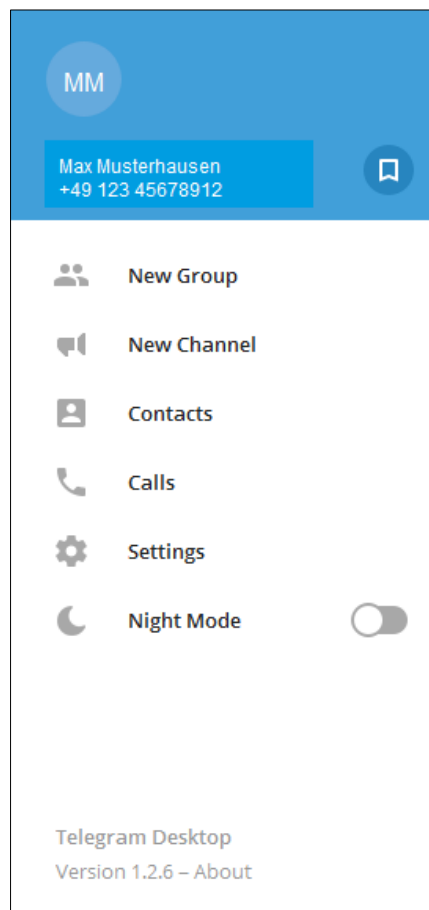 MM
Max Musterhausen
+49 123 45678912
New Group
New Channel
Contacts
Calls
Settings
Night Mode
Telegram Desktop
Version 1.2.6 – About